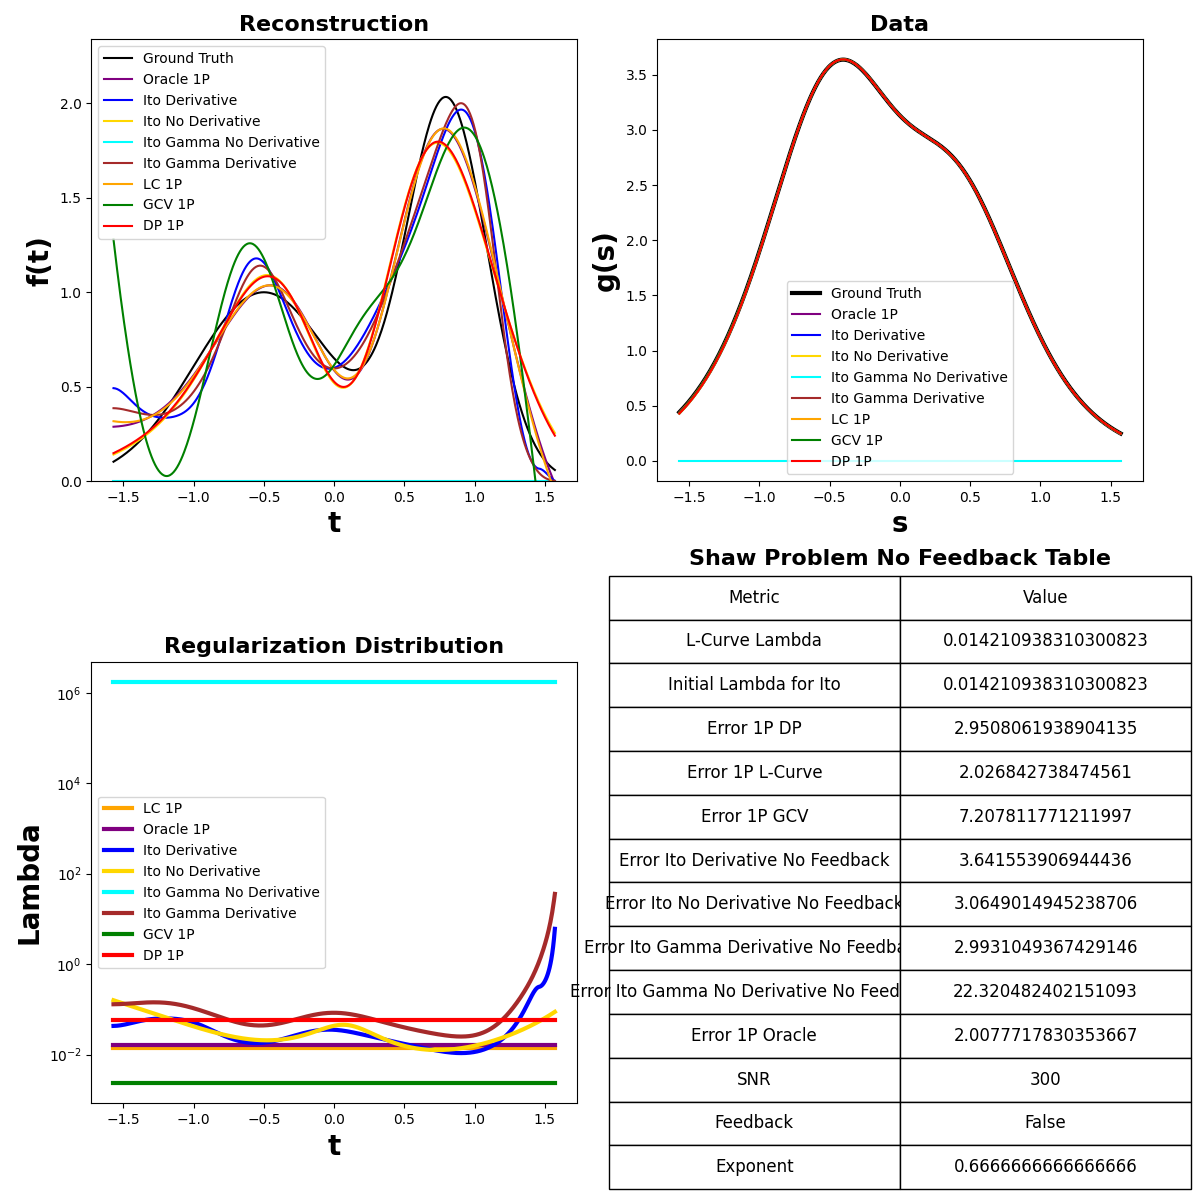 Reconstruction
2.0
1.5
1.0
0.5
0.0
−1.5 −1.0 −0.5 0.0 0.5 1.0 1.5
f(t)
t
Ground Truth
Oracle 1P
Ito Derivative
Ito No Derivative
Ito Gamma No Derivative
Ito Gamma Derivative
LC 1P
GCV 1P
DP 1P
Data
3.5
3.0
2.5
2.0
1.5
1.0
0.5
0.0
−1.5 −1.0 −0.5 0.0 0.5 1.0 1.5
g(s)
s
Ground Truth
Oracle 1P
Ito Derivative
Ito No Derivative
Ito Gamma No Derivative
Ito Gamma Derivative
LC 1P
GCV 1P
DP 1P
Regularization Distribution
10⁶
10⁴
10²
10⁰
10⁻²
−1.5 −1.0 −0.5 0.0 0.5 1.0 1.5
Lambda
t
LC 1P
Oracle 1P
Ito Derivative
Ito No Derivative
Ito Gamma No Derivative
Ito Gamma Derivative
GCV 1P
DP 1P
Shaw Problem No Feedback Table
Metric Value
L-Curve Lambda 0.014210938310300823
Initial Lambda for Ito 0.014210938310300823
Error 1P DP 2.9508061938904135
Error 1P L-Curve 2.026842738474561
Error 1P GCV 7.207811771211997
Error Ito Derivative No Feedback 3.641553906944436
Error Ito No Derivative No Feedback 3.0649014945238706
Error Ito Gamma Derivative No Feedba 2.9931049367429146
Error Ito Gamma No Derivative No Feed 22.320482402151093
Error 1P Oracle 2.0077717830353667
SNR 300
Feedback False
Exponent 0.6666666666666666